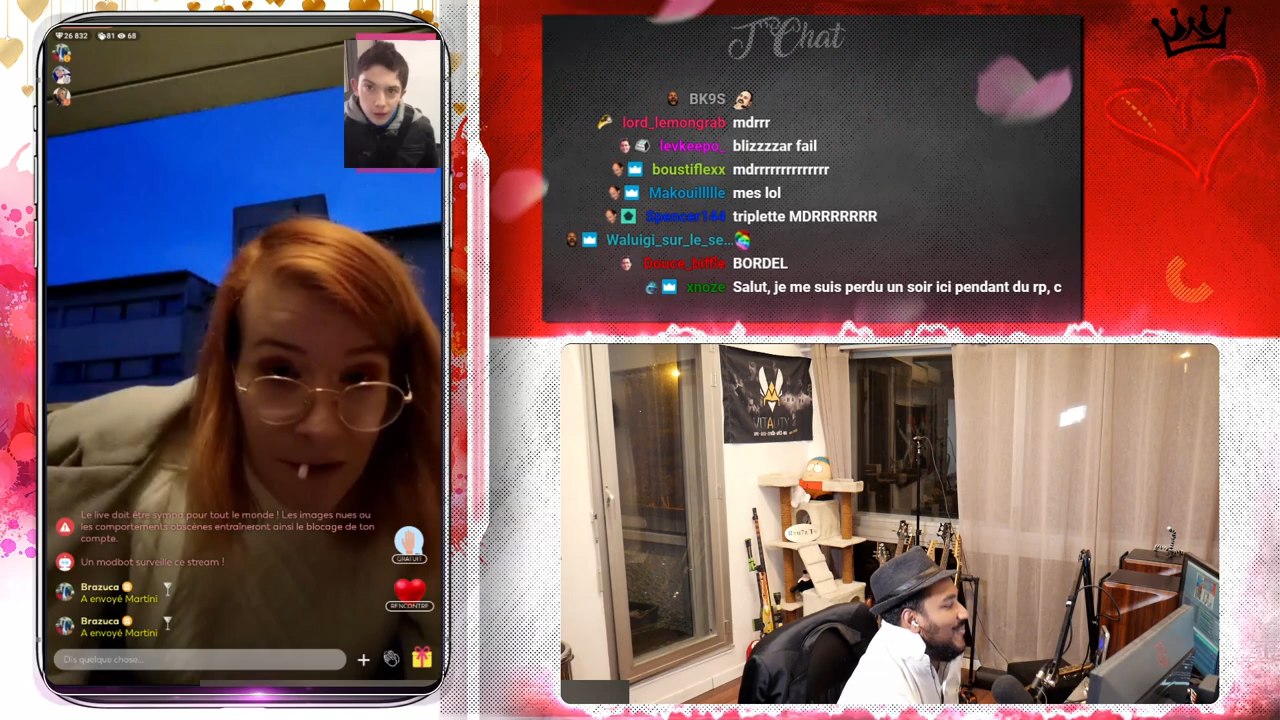 26 832 81 68
Le live doit être sympa pour tout le monde ! Les images nues ou
les comportements obscènes entraîneront ainsi le blocage de ton
compte.
Un modbot surveille ce stream !
GRATUIT
Brazuca
A envoyé Martini
RENCONTRE
Brazuca
A envoyé Martini
Dis quelque chose...
J' Chat
BK9S
lord_lemongrab mdrrr
levkeepo_ blizzzzar fail
boustiflexx mdrrrrrrrrrrrrr
Makouillllle mes lol
Spencer144 triplette MDRRRRRRR
Waluigi_sur_le_se...
Douce_biffle BORDEL
xnoze Salut, je me suis perdu un soir ici pendant du rp, c
VITALITY